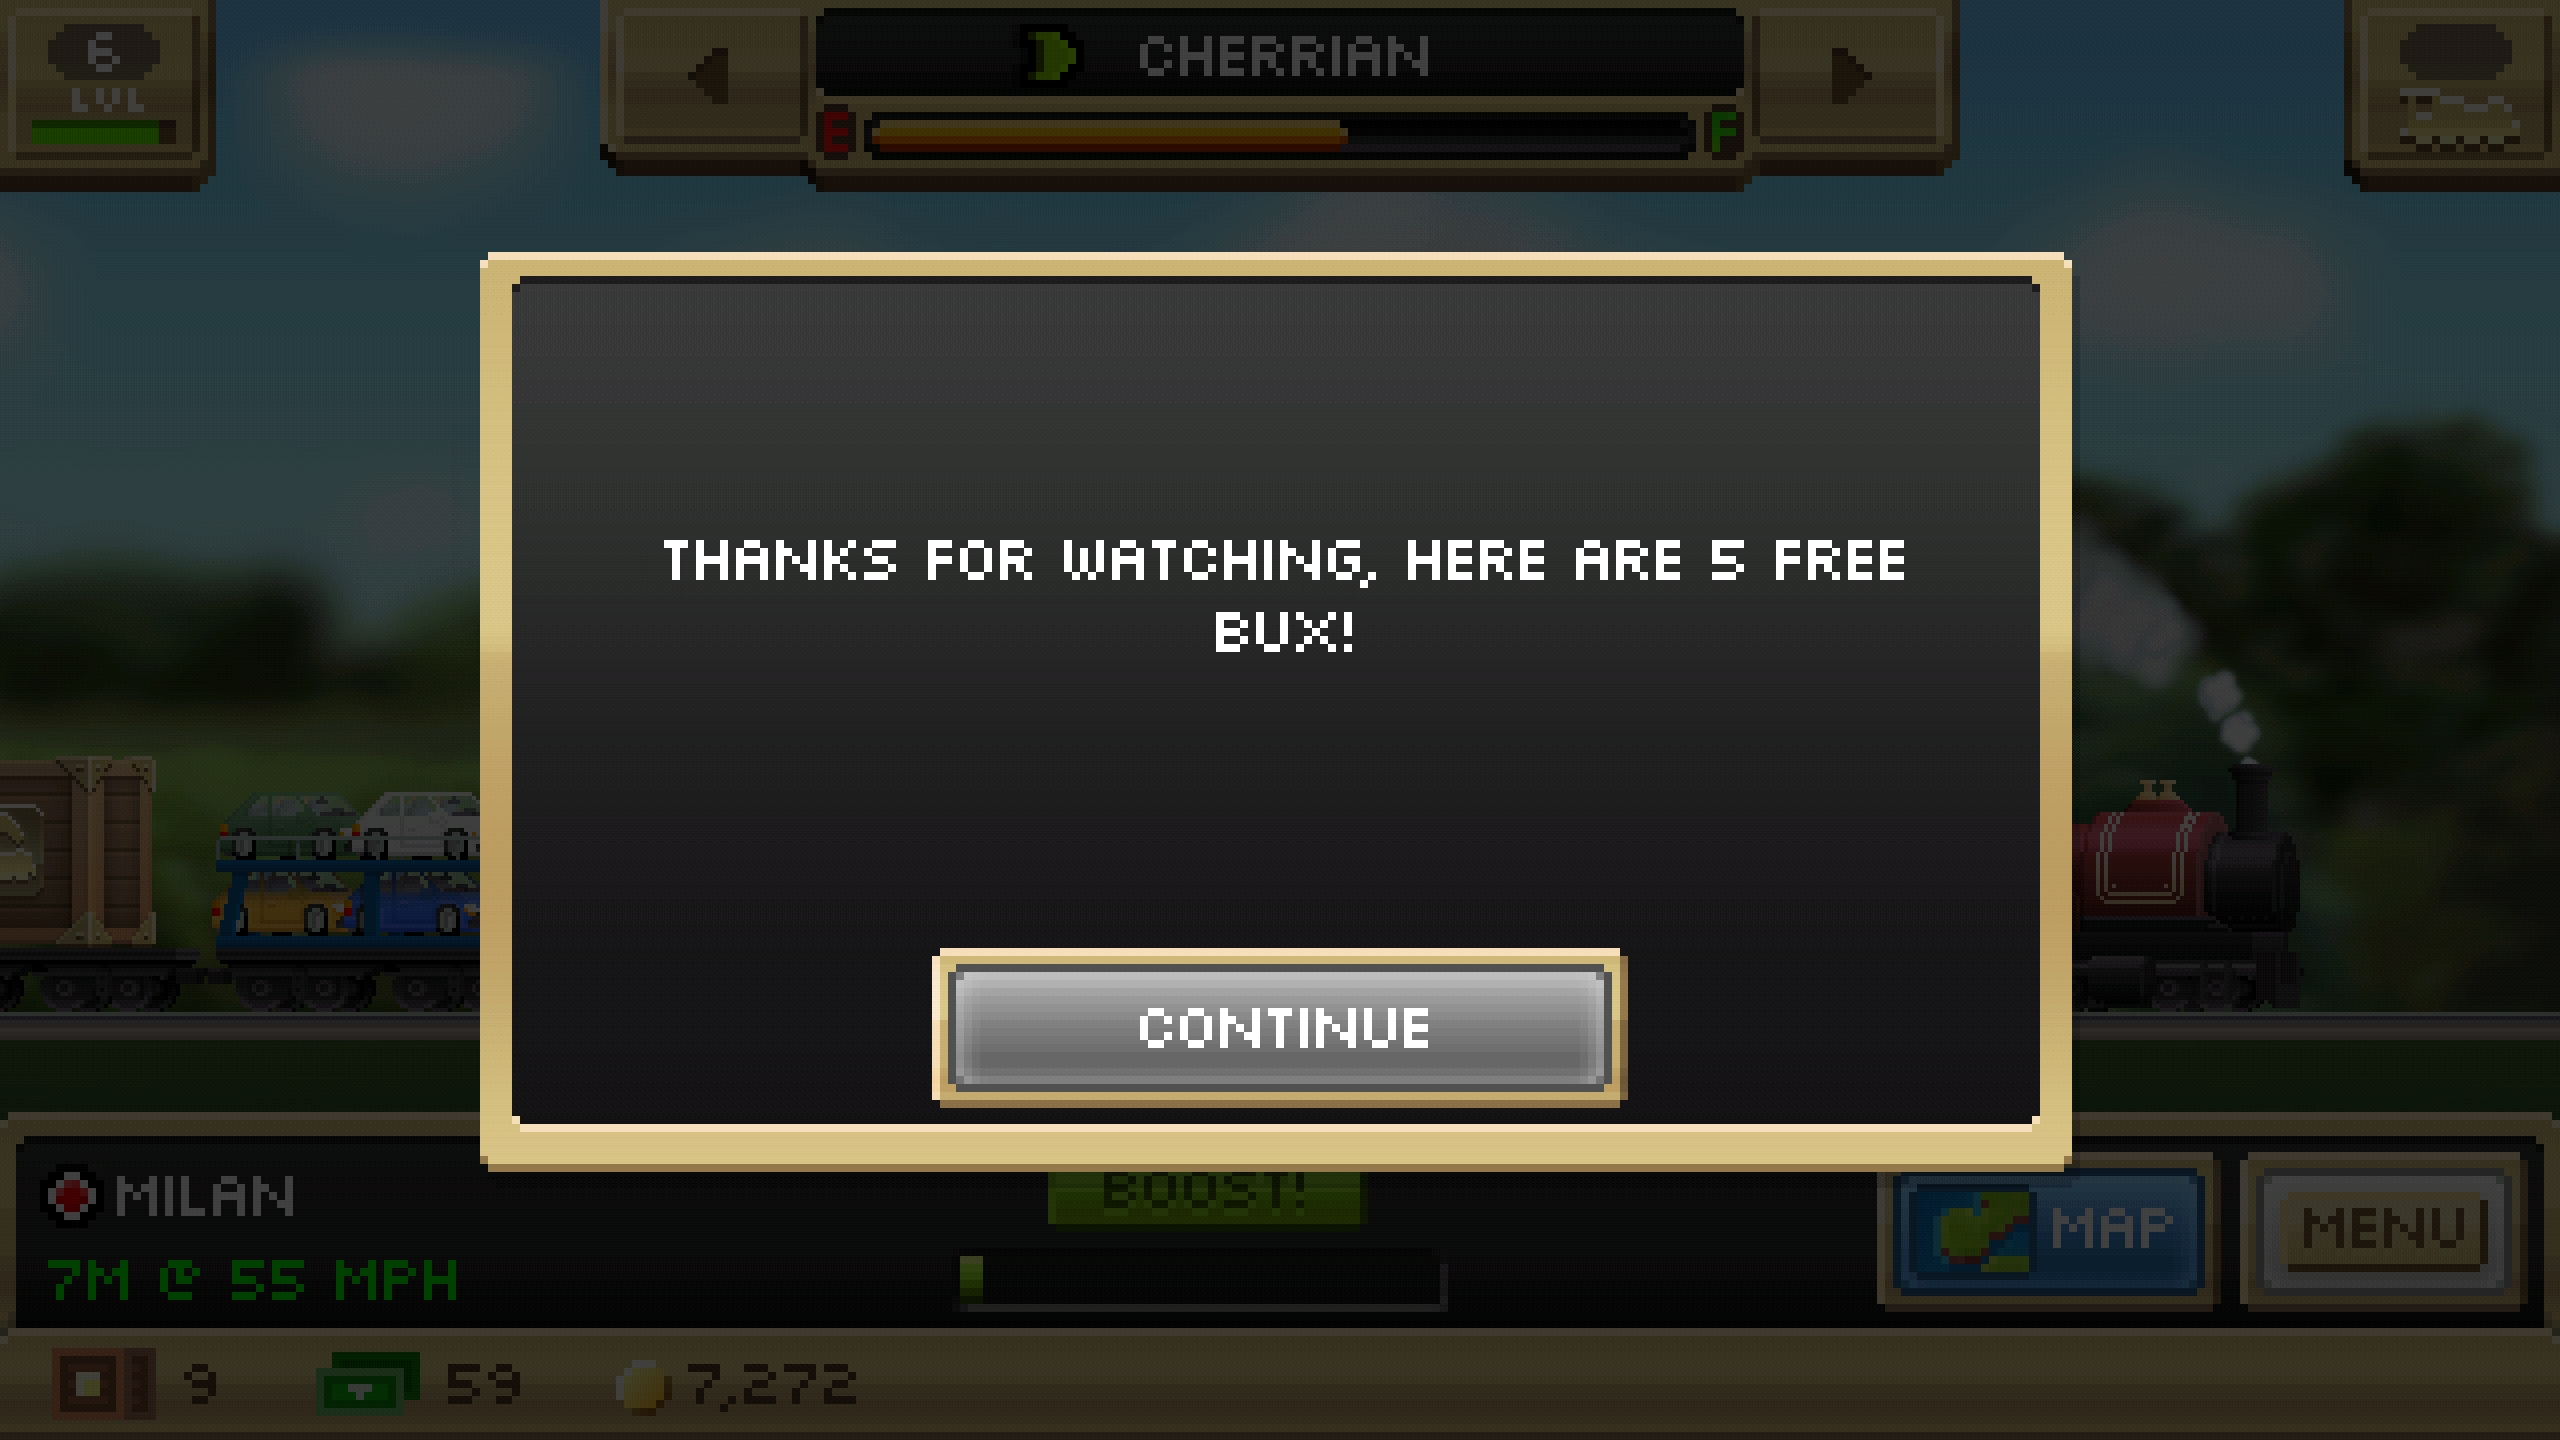 6
LVL
CHERRIAN
E F
THANKS FOR WATCHING, HERE ARE 5 FREE
BUX!
CONTINUE
MILAN
BOOST!
MAP
MENU
7M @ 55 MPH
9 59 7,272